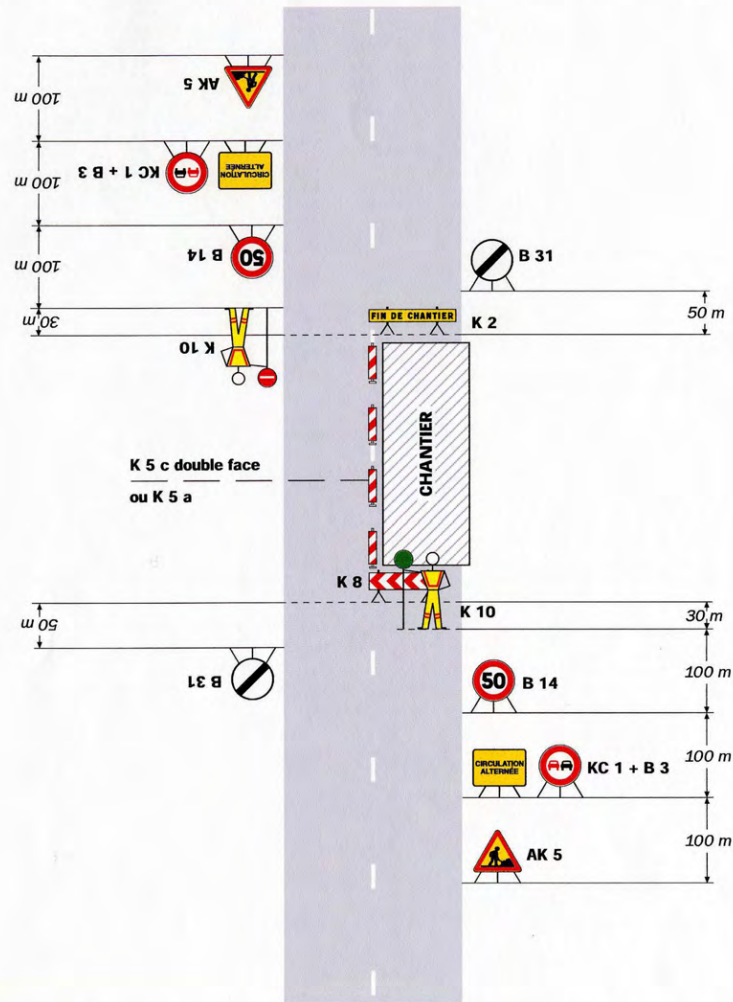 AK 5
100 m
KC 1 + B 3
CIRCULATION
ALTERNÉE
100 m
B 14
50
100 m
B 31
50 m
30 m
K 10
FIN DE CHANTIER
K 2
CHANTIER
K 5 c double face
ou K 5 a
K 8
K 10
50 m
30 m
B 31
50
B 14
100 m
CIRCULATION
ALTERNÉE
KC 1 + B 3
100 m
AK 5
100 m